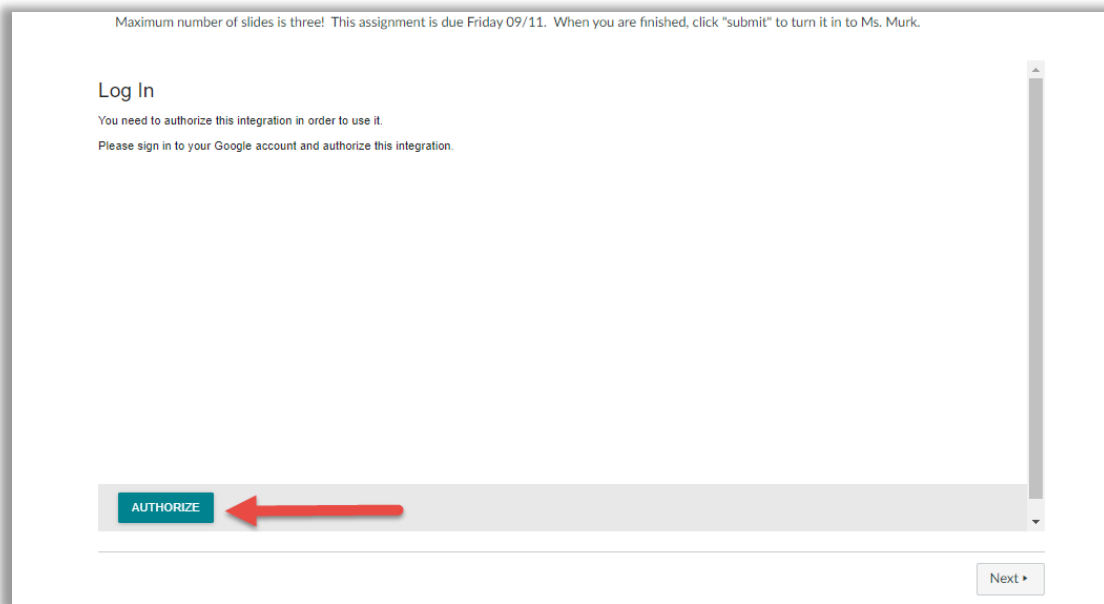 Maximum number of slides is three!  This assignment is due Friday 09/11.  When you are finished, click "submit" to turn it in to Ms. Murk.
Log In
You need to authorize this integration in order to use it.
Please sign in to your Google account and authorize this integration.
AUTHORIZE
Next